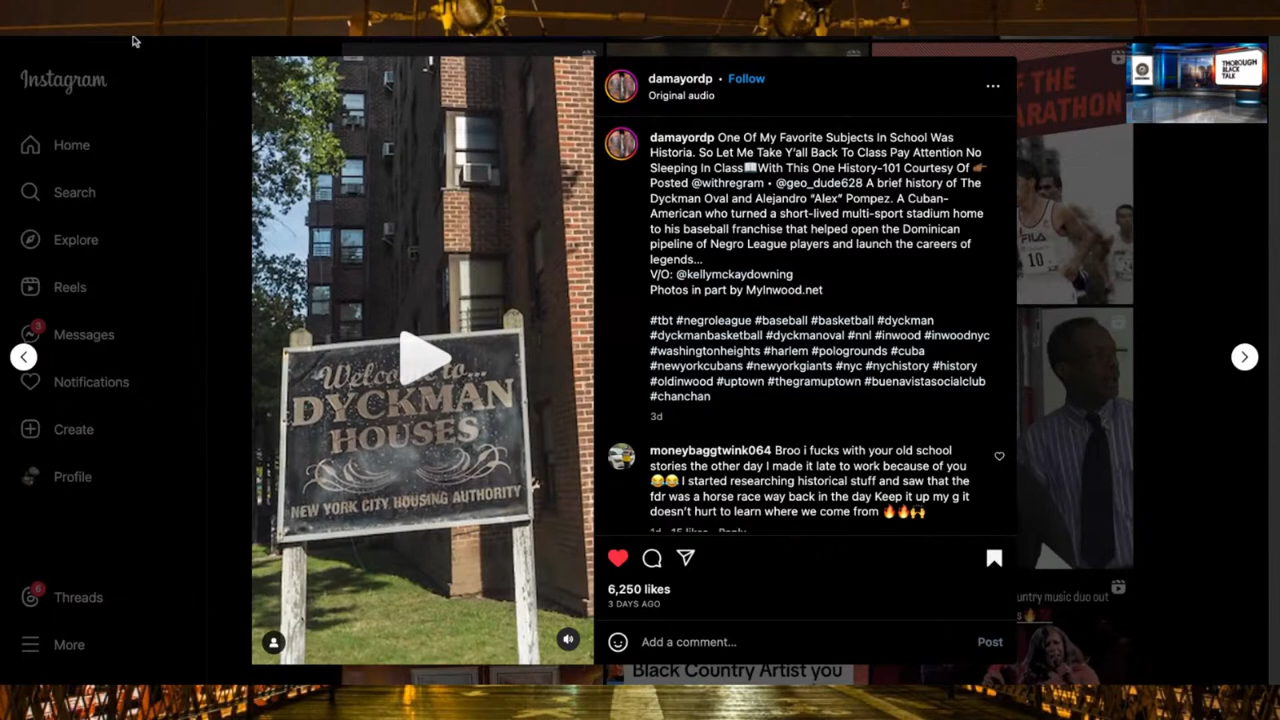 Instagram
Home
Search
Explore
Reels
3
Messages
Notifications
Create
Profile
6
Threads
More
Welcome to...
DYCKMAN
HOUSES
NEW YORK CITY HOUSING AUTHORITY
damayordp • Follow
Original audio
damayordp One Of My Favorite Subjects In School Was
Historia. So Let Me Take Y'all Back To Class Pay Attention No
Sleeping In Class📖With This One History-101 Courtesy Of 👉🏾
Posted @withregram • @geo_dude628 A brief history of The
Dyckman Oval and Alejandro “Alex” Pompez. A Cuban-
American who turned a short-lived multi-sport stadium home
to his baseball franchise that helped open the Dominican
pipeline of Negro League players and launch the careers of
legends...
V/O: @kellymckaydowning
Photos in part by MyInwood.net
#tbt #negroleague #baseball #basketball #dyckman
#dyckmanbasketball #dyckmanoval #nnl #inwood #inwoodnyc
#washingtonheights #harlem #pologrounds #cuba
#newyorkcubans #newyorkgiants #nyc #nychistory #history
#oldinwood #uptown #thegramuptown #buenavistasocialclub
#chanchan
3d
moneybaggtwink064 Broo i fucks with your old school
stories the other day I made it late to work because of you
😂😂 I started researching historical stuff and saw that the
fdr was a horse race way back in the day Keep it up my g it
doesn't hurt to learn where we come from 🔥🔥🙌
1d 15 likes Reply
6,250 likes
3 DAYS AGO
Add a comment...
Post
THOROUGH
BLACK
TALK
F THE
ARATHON
FILA
10
untry music duo out
Black Country Artist you